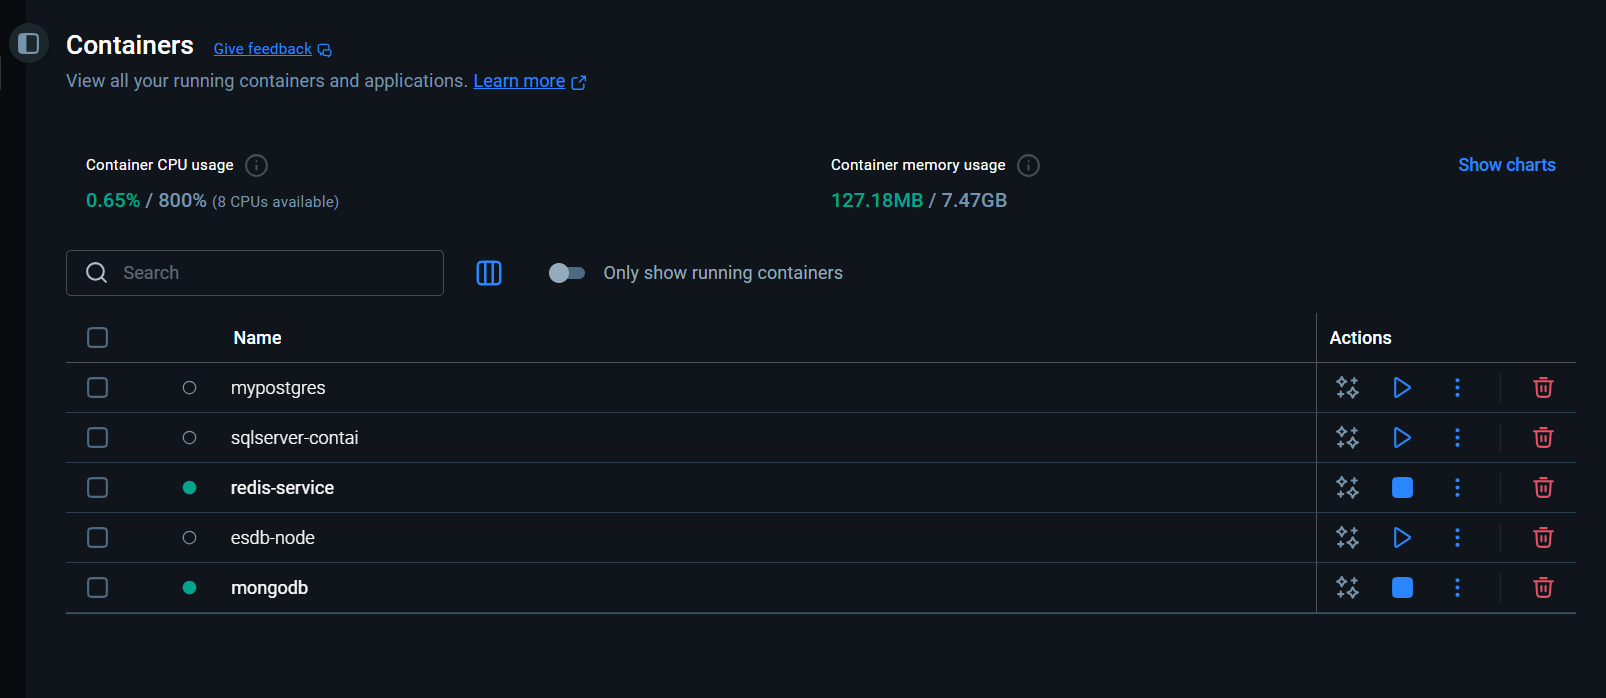 Containers Give feedback
View all your running containers and applications. Learn more
Container CPU usage
0.65% / 800% (8 CPUs available)
Container memory usage
127.18MB / 7.47GB
Show charts
Search
Only show running containers
Name Actions
mypostgres
sqlserver-contai
redis-service
esdb-node
mongodb